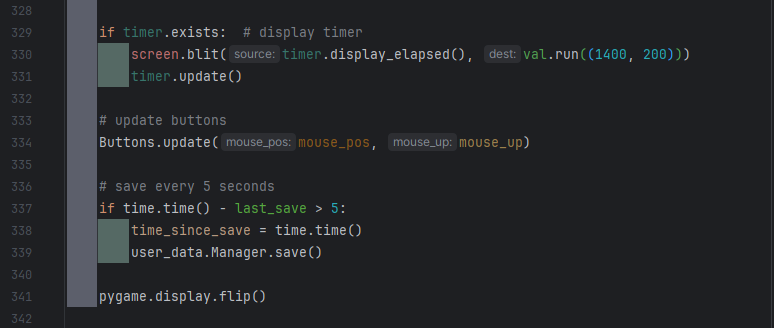 328
329 if timer.exists:  # display timer
330 screen.blit(source: timer.display_elapsed(), dest: val.run((1400, 200)))
331 timer.update()
332
333 # update buttons
334 Buttons.update(mouse_pos: mouse_pos, mouse_up: mouse_up)
335
336 # save every 5 seconds
337 if time.time() - last_save > 5:
338 time_since_save = time.time()
339 user_data.Manager.save()
340
341 pygame.display.flip()
342